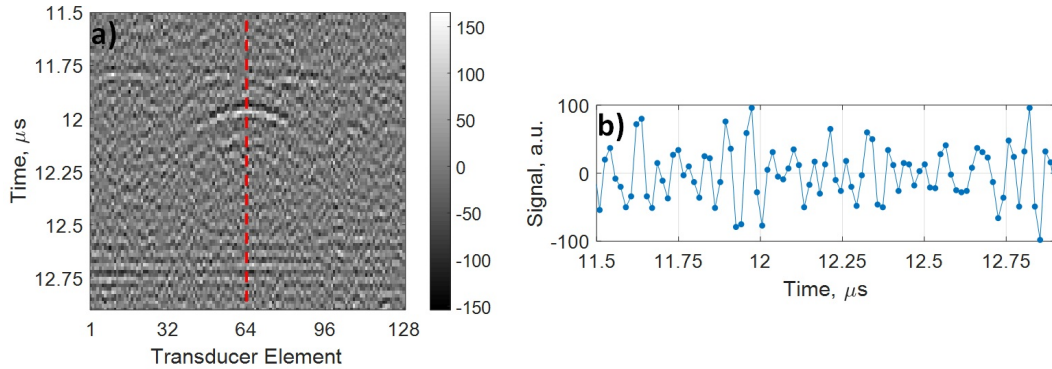 a)
11.5
11.75
12
12.25
12.5
12.75
Time, μs
1 32 64 96 128
Transducer Element
150
100
50
0
-50
-100
-150
b)
100
0
-100
Signal, a.u.
11.5 11.75 12 12.25 12.5 12.75
Time, μs